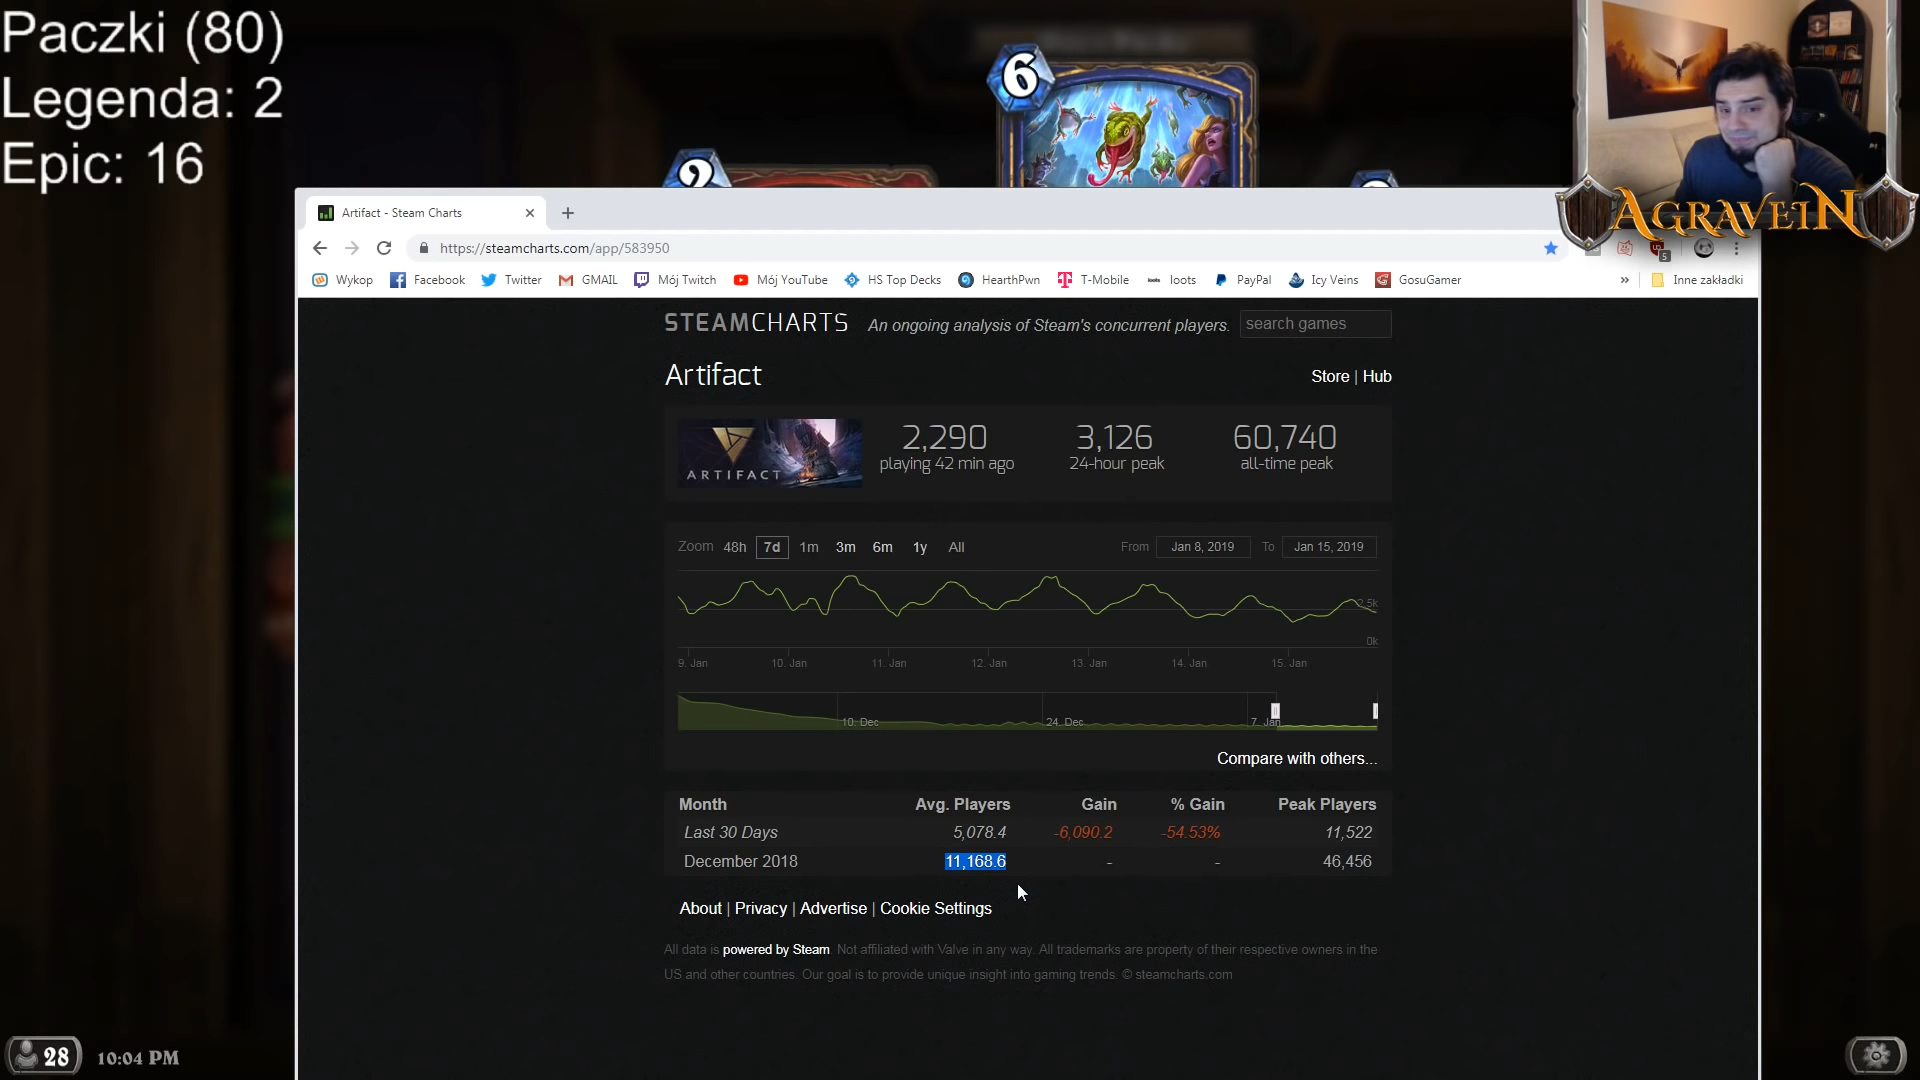 Paczki (80)
Legenda: 2
Epic: 16
6
9
AGRAVEIN
Artifact - Steam Charts
https://steamcharts.com/app/583950
5
Wykop
Facebook
Twitter
GMAIL
Mój Twitch
Mój YouTube
HS Top Decks
HearthPwn
T-Mobile
loots
loots
PayPal
Icy Veins
GosuGamer
»
Inne zakładki
STEAMCHARTS
An ongoing analysis of Steam's concurrent players.
search games
Artifact
Store | Hub
ARTIFACT
2,290
playing 42 min ago
3,126
24-hour peak
60,740
all-time peak
Zoom 48h 7d 1m 3m 6m 1y All
From Jan 8, 2019 To Jan 15, 2019
2.5k
0k
9. Jan 10. Jan 11. Jan 12. Jan 13. Jan 14. Jan 15. Jan
10. Dec 24. Dec 7. Jan
Compare with others...
Month Avg. Players Gain % Gain Peak Players
Last 30 Days 5,078.4 -6,090.2 -54.53% 11,522
December 2018 11,168.6 - - 46,456
About | Privacy | Advertise | Cookie Settings
All data is powered by Steam. Not affiliated with Valve in any way. All trademarks are property of their respective owners in the
US and other countries. Our goal is to provide unique insight into gaming trends. © steamcharts.com
28
10:04 PM